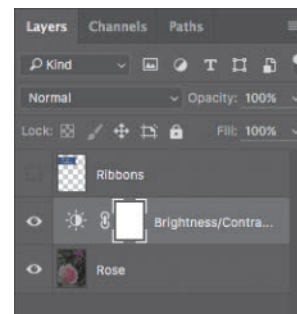 Layers Channels Paths
Kind
Normal Opacity: 100%
Lock: Fill: 100%
Ribbons
Brightness/Contra...
Rose